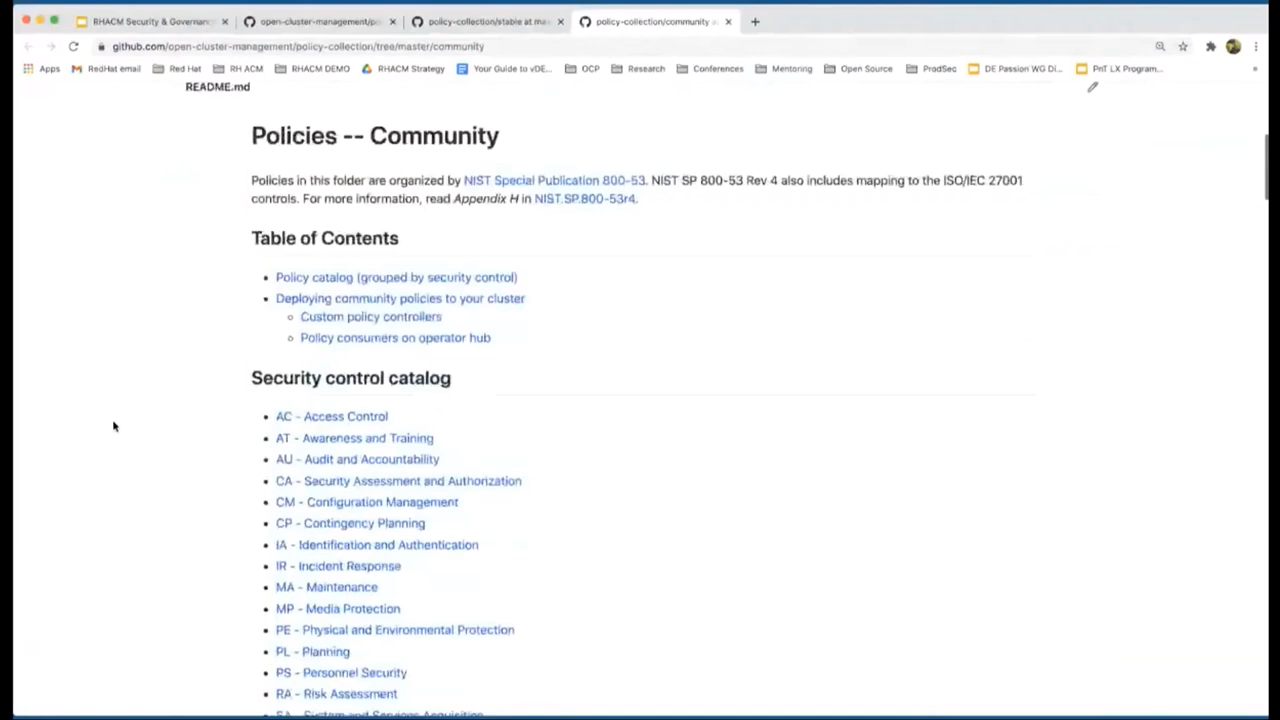 RHACM Security & Governanc
open-cluster-management/po
policy-collection/stable at ma
policy-collection/community a
github.com/open-cluster-management/policy-collection/tree/master/community
Apps
RedHat email
Red Hat
RH ACM
RHACM DEMO
RHACM Strategy
Your Guide to vDE...
OCP
Research
Conferences
Mentoring
Open Source
ProdSec
DE Passion WG Di...
PnT LX Program...
README.md
Policies -- Community
Policies in this folder are organized by NIST Special Publication 800-53. NIST SP 800-53 Rev 4 also includes mapping to the ISO/IEC 27001
controls. For more information, read Appendix H in NIST.SP.800-53r4.
Table of Contents
Policy catalog (grouped by security control)
Deploying community policies to your cluster
Custom policy controllers
Policy consumers on operator hub
Security control catalog
AC - Access Control
AT - Awareness and Training
AU - Audit and Accountability
CA - Security Assessment and Authorization
CM - Configuration Management
CP - Contingency Planning
IA - Identification and Authentication
IR - Incident Response
MA - Maintenance
MP - Media Protection
PE - Physical and Environmental Protection
PL - Planning
PS - Personnel Security
RA - Risk Assessment
SA - System and Services Acquisition